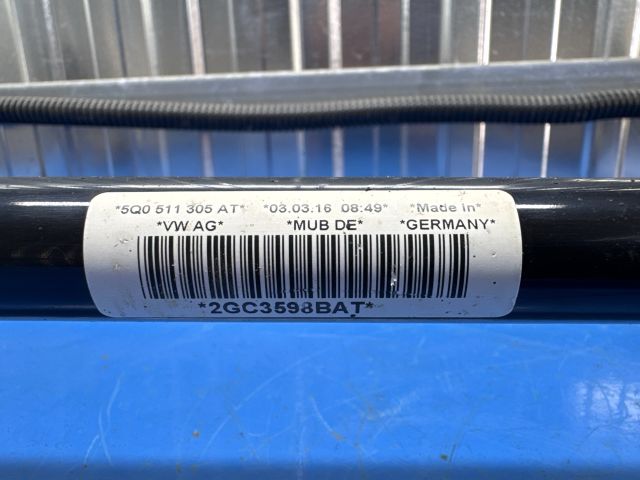 *5Q0 511 305 AT* *03.03.16 08:49* *Made In*
*VW AG* *MUB DE* *GERMANY*
*2GC3598BAT*